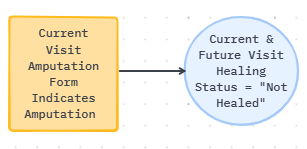 Current
Visit
Amputation
Form
Indicates
Amputation
Current &
Future Visit
Healing
Status = "Not
Healed"